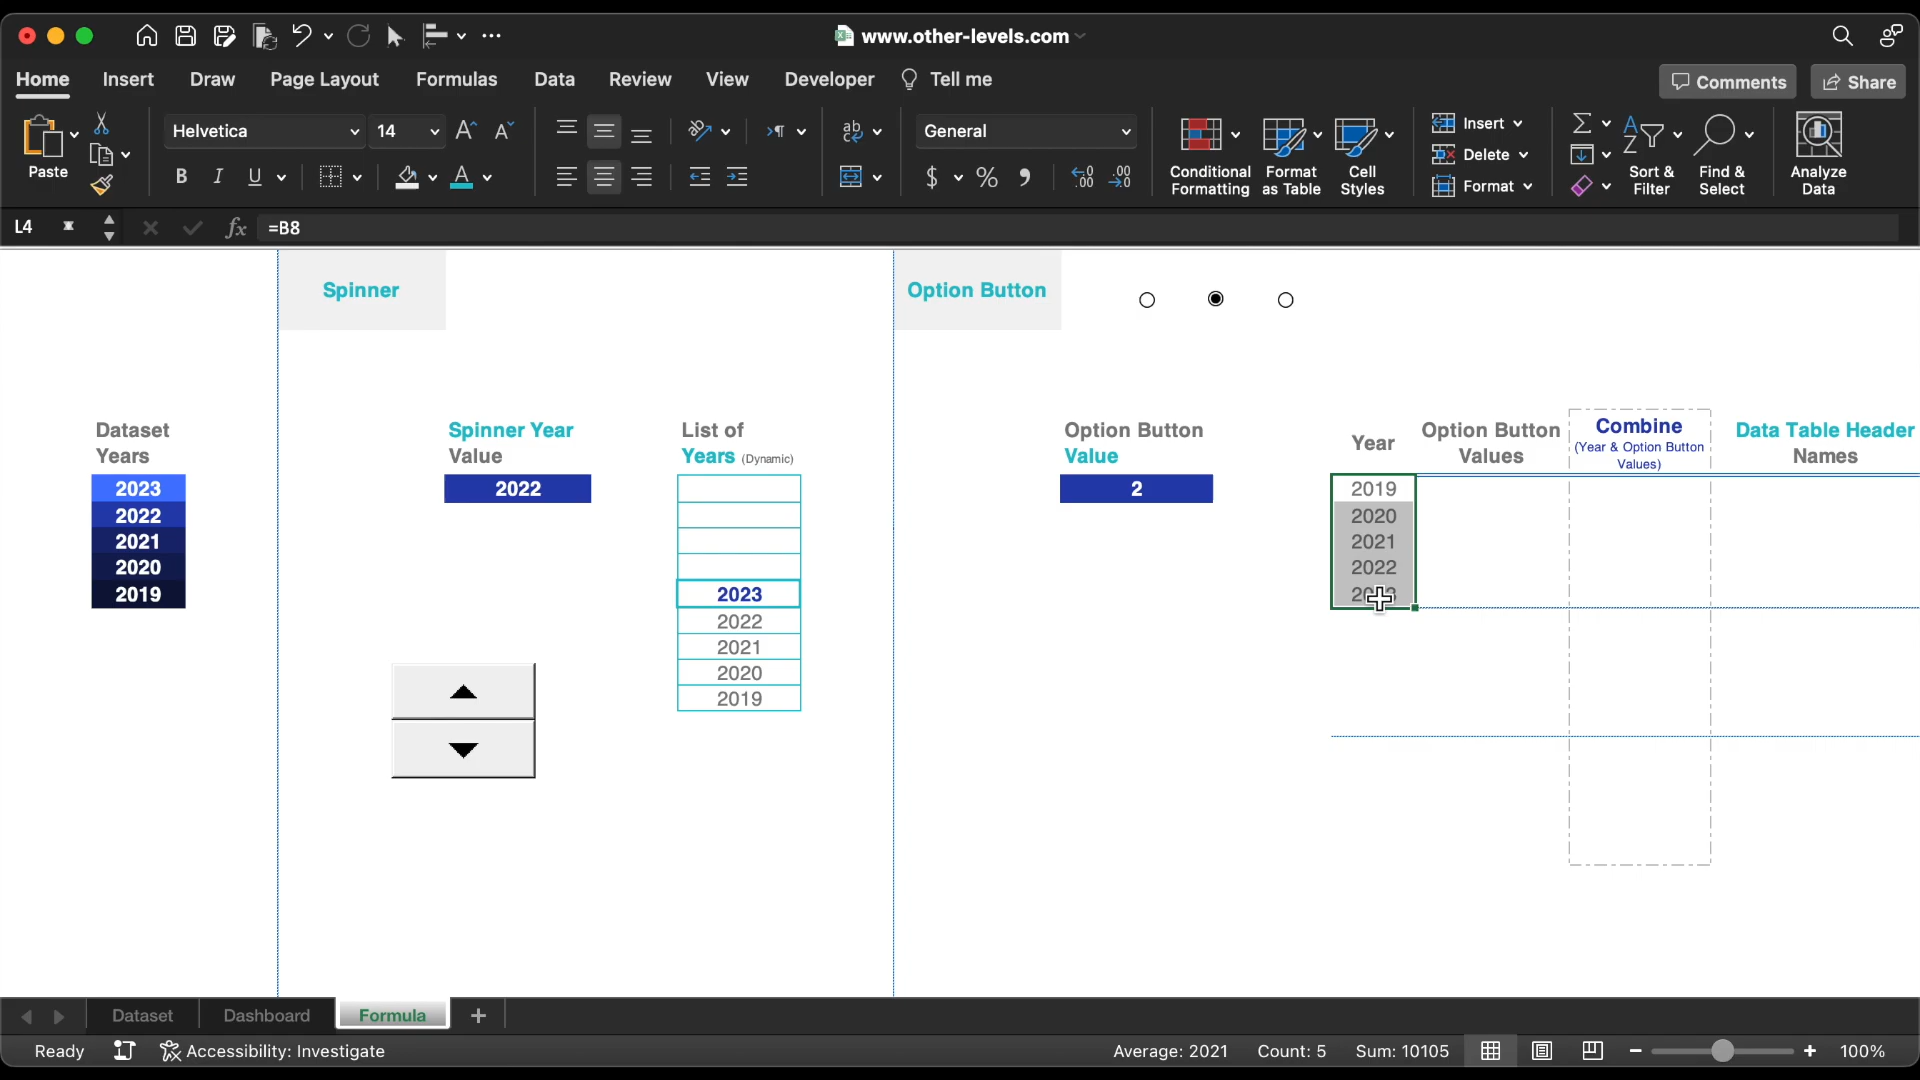 www.other-levels.com
Home Insert Draw Page Layout Formulas Data Review View Developer Tell me Comments Share
Paste Helvetica 14 General
B I U $ % Conditional Formatting Format as Table Cell Styles Insert Delete Format Sort & Filter Find & Select Analyze Data
L4 fx =B8
Spinner
Option Button
Dataset
Years
2023
2022
2021
2020
2019
Spinner Year
Value
2022
List of
Years (Dynamic)
2023
2022
2021
2020
2019
Option Button
Value
2
Year
2019
2020
2021
2022
Option Button
Values
Combine
(Year & Option Button
Values)
Data Table Header
Names
Dataset Dashboard Formula
Ready Accessibility: Investigate Average: 2021 Count: 5 Sum: 10105 100%